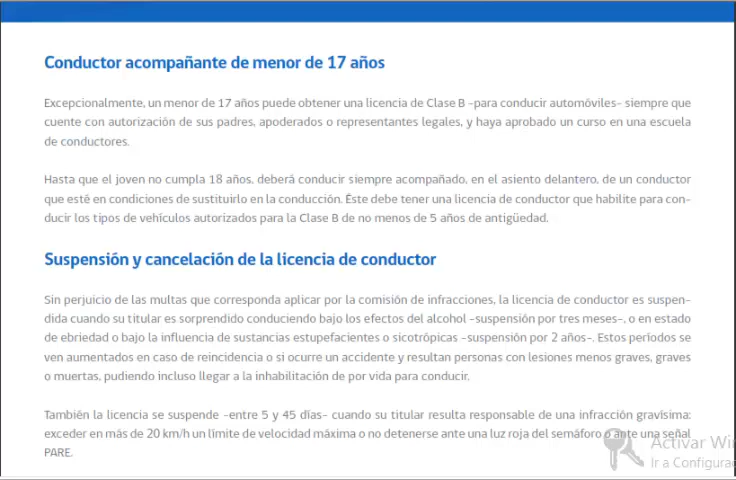 Conductor acompañante de menor de 17 años
Excepcionalmente, un menor de 17 años puede obtener una licencia de Clase B –para conducir automóviles– siempre que
cuente con autorización de sus padres, apoderados o representantes legales, y haya aprobado un curso en una escuela
de conductores.
Hasta que el joven no cumpla 18 años, deberá conducir siempre acompañado, en el asiento delantero, de un conductor
que esté en condiciones de sustituirlo en la conducción. Éste debe tener una licencia de conductor que habilite para con-
ducir los tipos de vehículos autorizados para la Clase B de no menos de 5 años de antigüedad.
Suspensión y cancelación de la licencia de conductor
Sin perjuicio de las multas que corresponda aplicar por la comisión de infracciones, la licencia de conductor es suspen-
dida cuando su titular es sorprendido conduciendo bajo los efectos del alcohol –suspensión por tres meses–, o en estado
de ebriedad o bajo la influencia de sustancias estupefacientes o sicotrópicas –suspensión por 2 años–. Estos períodos se
ven aumentados en caso de reincidencia o si ocurre un accidente y resultan personas con lesiones menos graves, graves
o muertas, pudiendo incluso llegar a la inhabilitación de por vida para conducir.
También la licencia se suspende –entre 5 y 45 días– cuando su titular resulta responsable de una infracción gravísima:
exceder en más de 20 km/h un límite de velocidad máxima o no detenerse ante una luz roja del semáforo o ante una señal
PARE.
Activar Win
Ir a Configurac